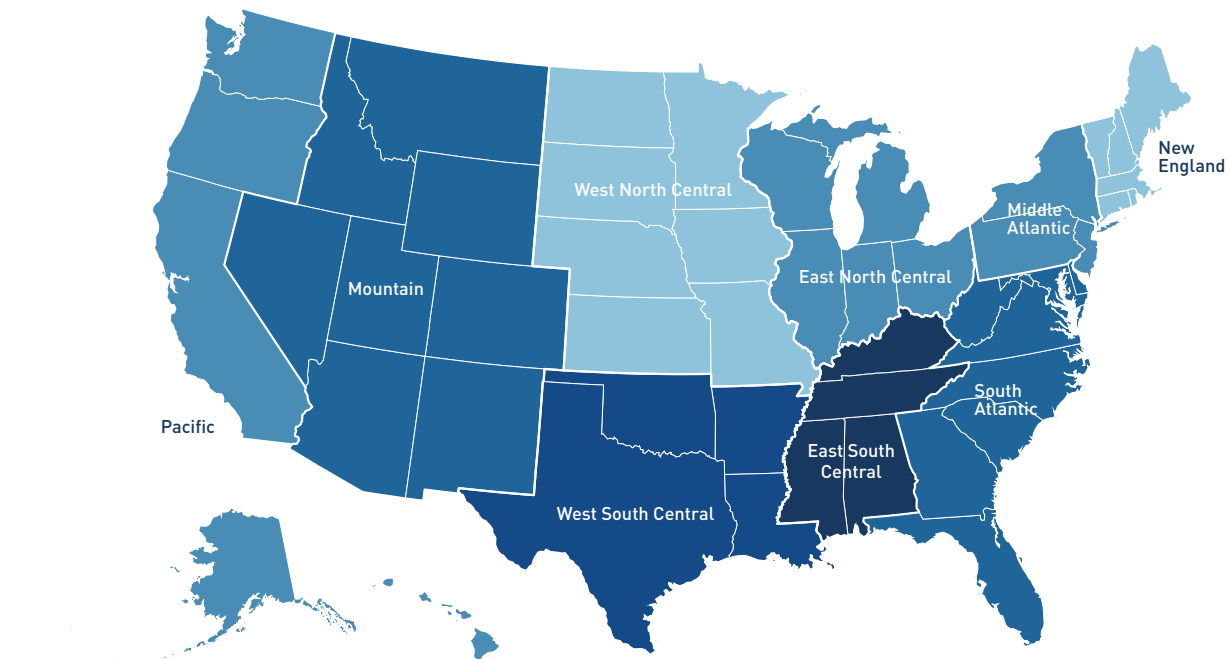 New
England
West North Central
Middle
Atlantic
East North Central
Mountain
South
Atlantic
Pacific
East South
Central
West South Central